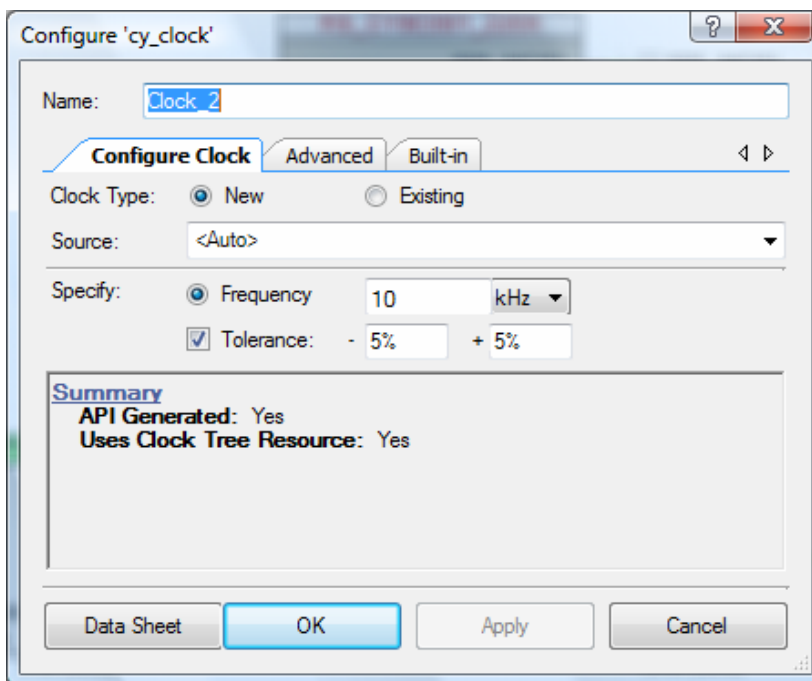 Configure 'cy_clock'
Name: Clock_2
Configure Clock Advanced Built-in
Clock Type: New Existing
Source: <Auto>
Specify: Frequency 10 kHz
Tolerance: - 5% + 5%
Summary
API Generated: Yes
Uses Clock Tree Resource: Yes
Data Sheet OK Apply Cancel